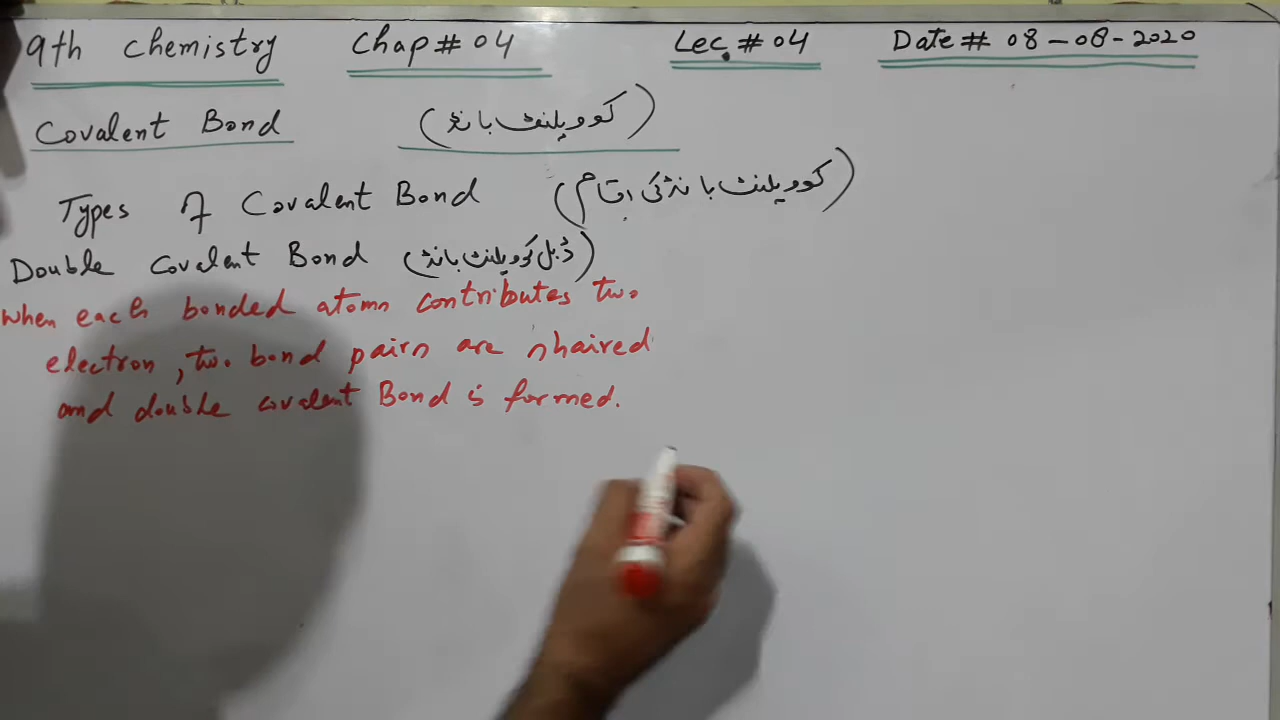 9th Chemistry Chap# 04 Lec.# 04 Date# 08-08-2020
Covalent Bond (کوویلنٹ بانڈ)
Types of Covalent Bond (کوویلنٹ بانڈ کی اقسام)
Double Covalent Bond (ڈبل کوویلنٹ بانڈ)
When each bonded atoms contributes two
electron, two bond pairs are shaired
and double covalent Bond is formed.